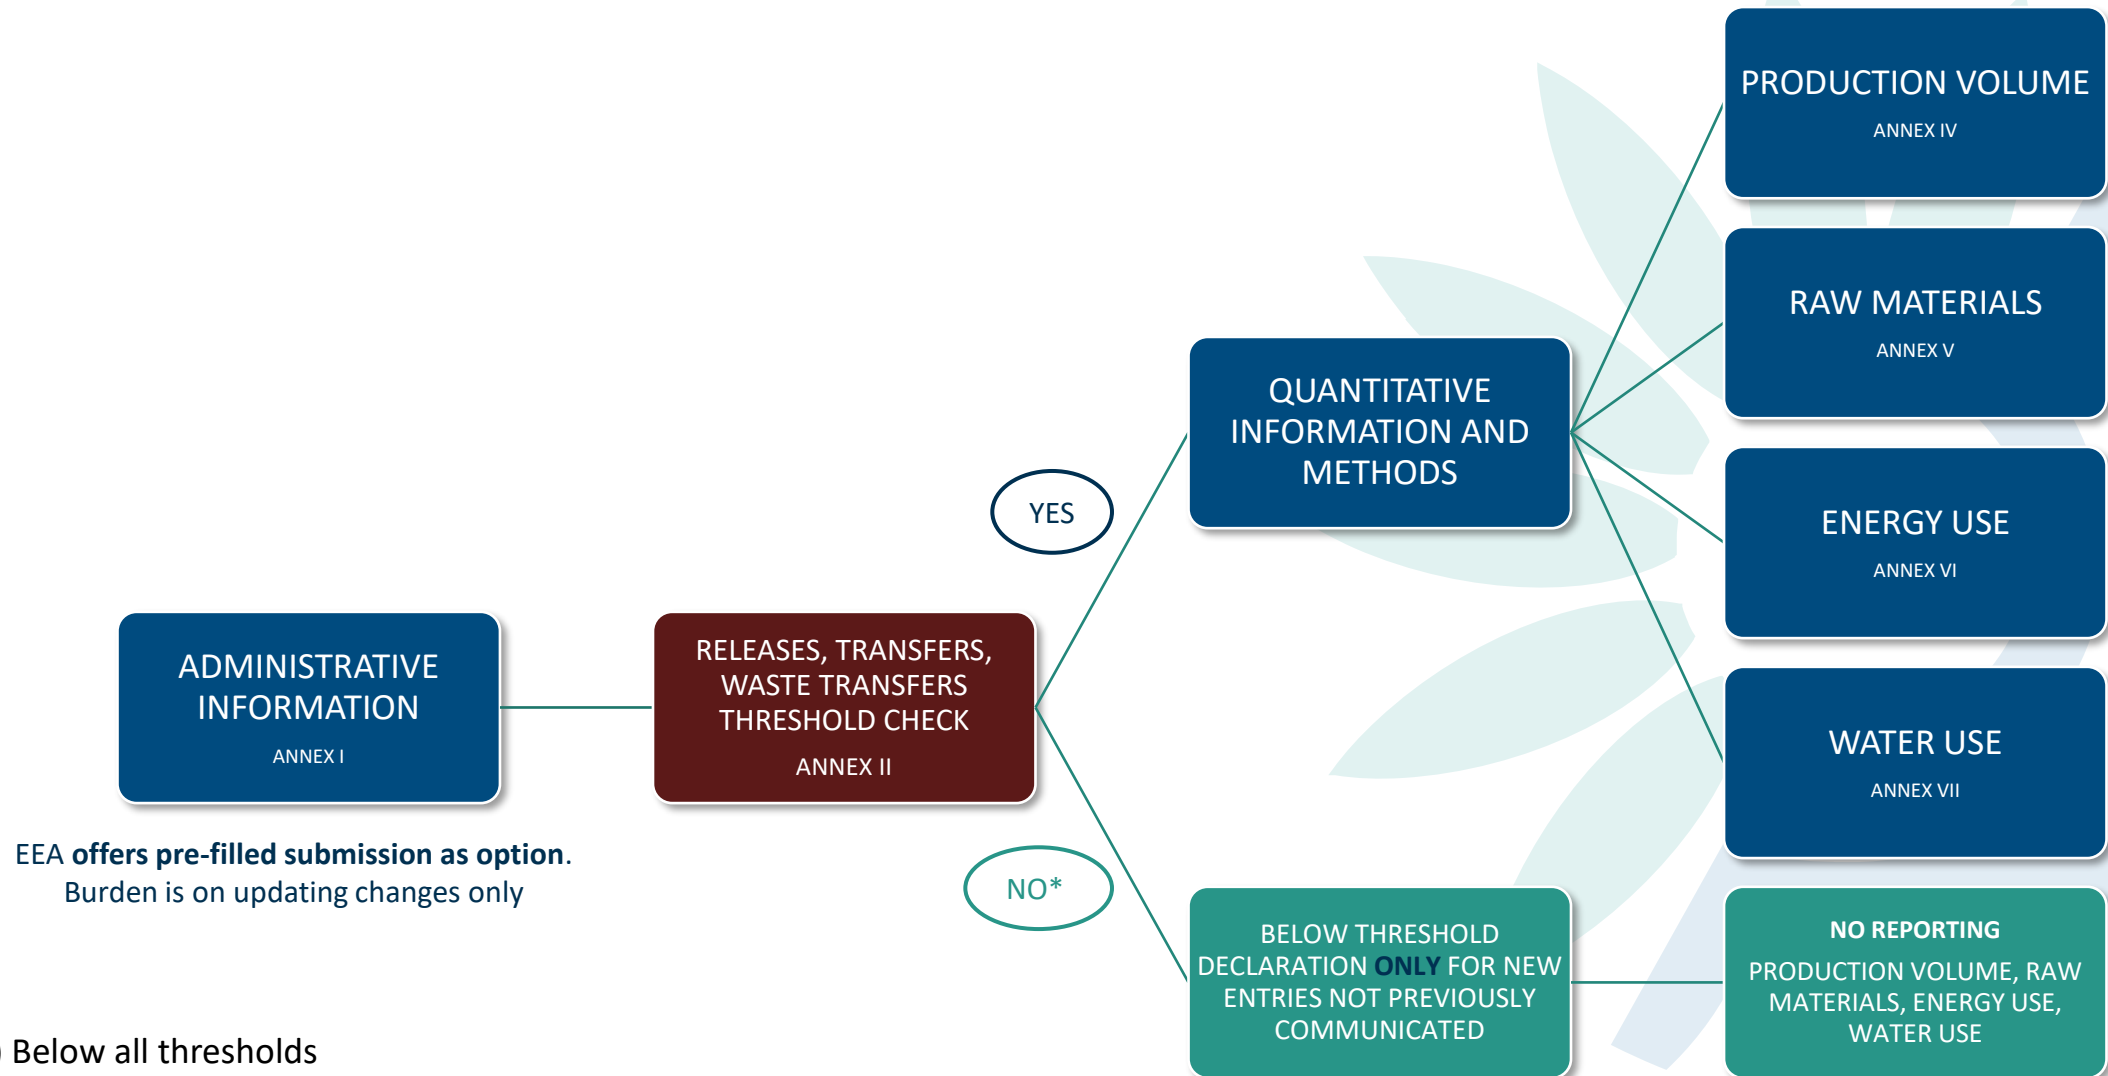 PRODUCTION VOLUME
ANNEX IV
RAW MATERIALS
ANNEX V
QUANTITATIVE
INFORMATION AND
METHODS
ENERGY USE
ANNEX VI
YES
ADMINISTRATIVE
INFORMATION
ANNEX I
RELEASES, TRANSFERS,
WASTE TRANSFERS
THRESHOLD CHECK
ANNEX II
WATER USE
ANNEX VII
EEA offers pre-filled submission as option.
Burden is on updating changes only
NO*
BELOW THRESHOLD
DECLARATION ONLY FOR NEW
ENTRIES NOT PREVIOUSLY
COMMUNICATED
NO REPORTING
PRODUCTION VOLUME, RAW
MATERIALS, ENERGY USE,
WATER USE
) Below all thresholds